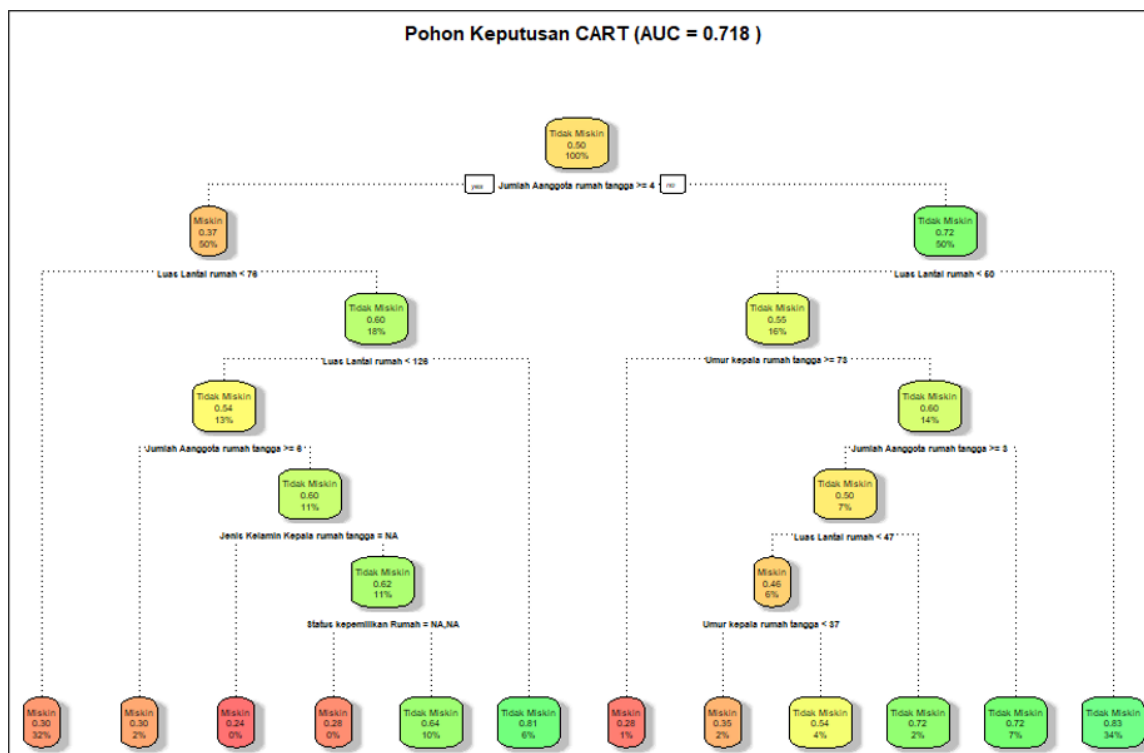 Pohon Keputusan CART (AUC = 0.718 )
Tidak Miskin
0.50
100%
yes
Jumlah Aanggota rumah tangga >= 4
no
Miskin
0.37
50%
Tidak Miskin
0.72
50%
Luas Lantai rumah < 76
Luas Lantai rumah < 50
Tidak Miskin
0.60
18%
Tidak Miskin
0.55
16%
Luas Lantai rumah < 126
Umur kepala rumah tangga >= 73
Tidak Miskin
0.54
13%
Tidak Miskin
0.60
14%
Jumlah Aanggota rumah tangga >= 6
Jumlah Aanggota rumah tangga >= 3
Tidak Miskin
0.60
11%
Tidak Miskin
0.50
7%
Jenis Kelamin Kepala rumah tangga = NA
Luas Lantai rumah < 47
Tidak Miskin
0.62
11%
Miskin
0.46
6%
Status kepemilikan Rumah = NA,NA
Umur kepala rumah tangga < 37
Miskin
0.30
32%
Miskin
0.30
2%
Miskin
0.24
0%
Miskin
0.28
0%
Tidak Miskin
0.64
10%
Tidak Miskin
0.81
6%
Miskin
0.28
1%
Miskin
0.35
2%
Tidak Miskin
0.54
4%
Tidak Miskin
0.72
2%
Tidak Miskin
0.72
7%
Tidak Miskin
0.83
34%